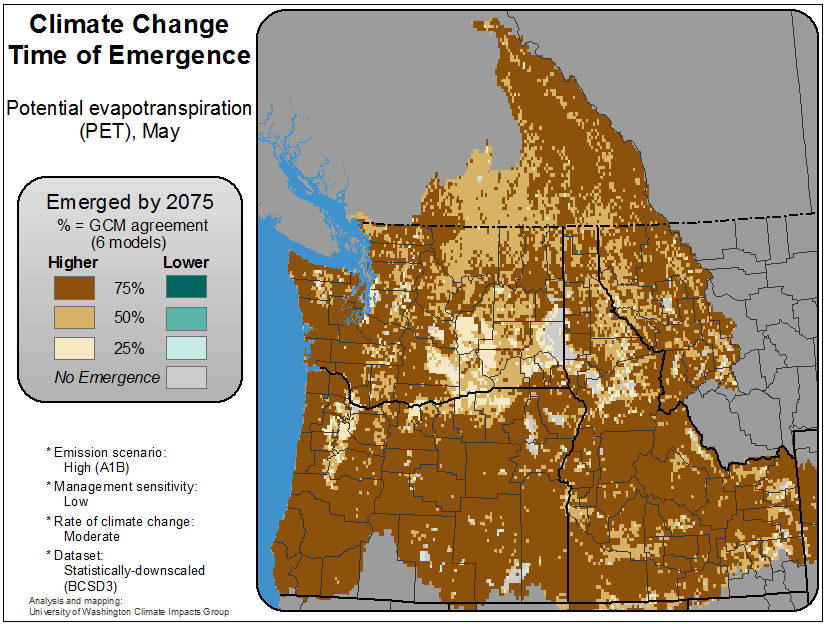 Climate Change
Time of Emergence
Potential evapotranspiration
(PET), May
Emerged by 2075
% = GCM agreement
(6 models)
Higher Lower
75%
50%
25%
No Emergence
* Emission scenario:
High (A1B)
* Management sensitivity:
Low
* Rate of climate change:
Moderate
* Dataset:
Statistically-downscaled
(BCSD3)
Analysis and mapping:
University of Washington Climate Impacts Group